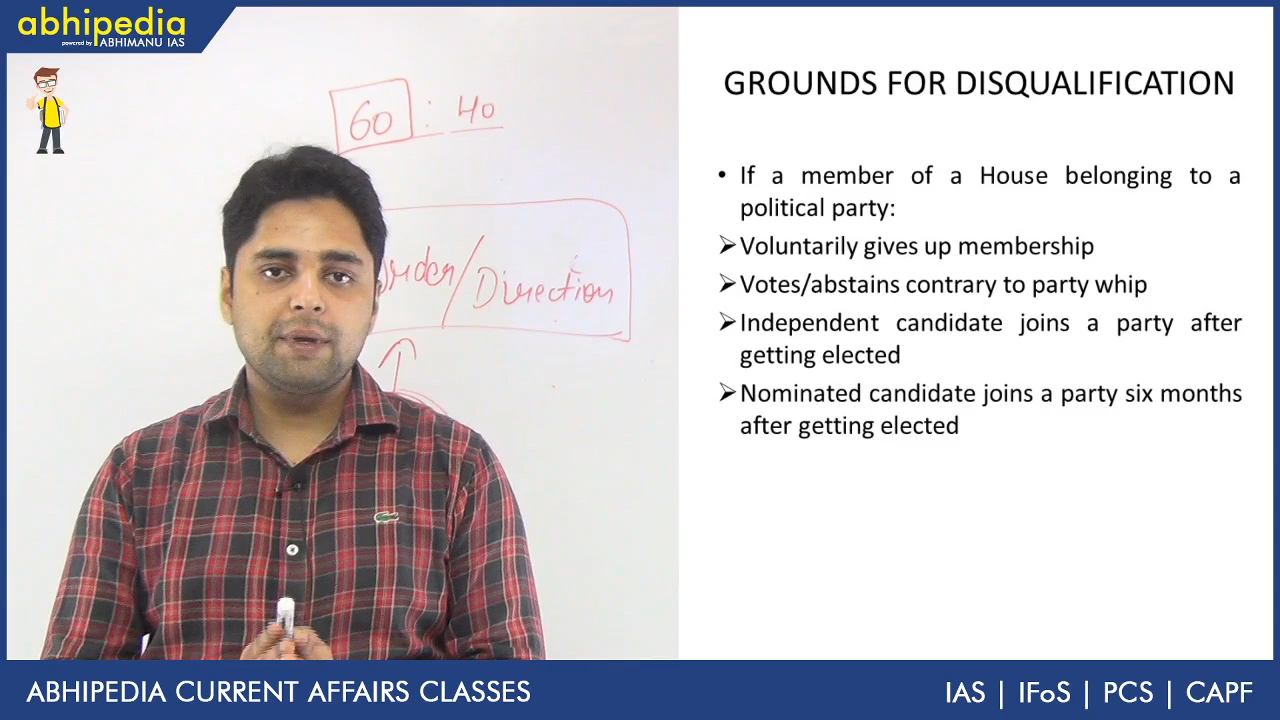 abhipedia
powered by ABHIMANU IAS
60 : 40
order/Direction
GROUNDS FOR DISQUALIFICATION
• If a member of a House belonging to a
political party:
➢Voluntarily gives up membership
➢Votes/abstains contrary to party whip
➢Independent candidate joins a party after
getting elected
➢Nominated candidate joins a party six months
after getting elected
ABHIPEDIA CURRENT AFFAIRS CLASSES
IAS | IFoS | PCS | CAPF